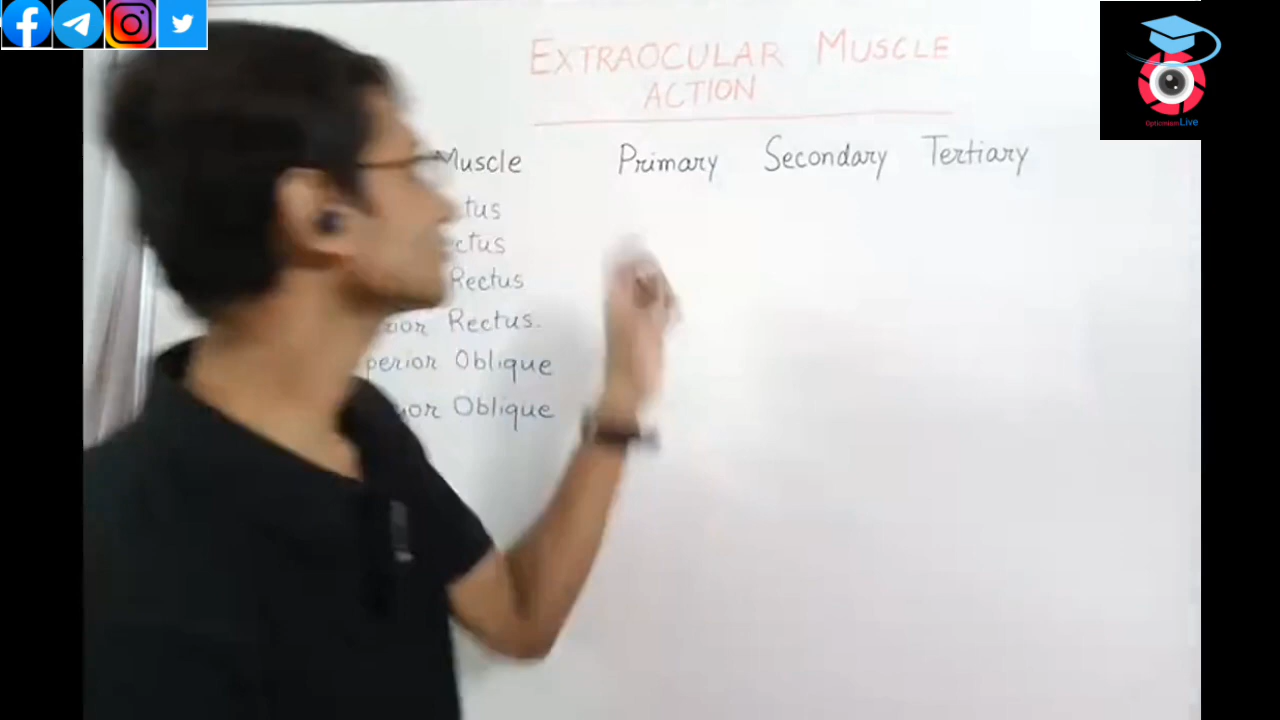 EXTRAOCULAR MUSCLE
ACTION
Muscle Primary Secondary Tertiary
Rectus
Rectus.
Oblique
Oblique
Live